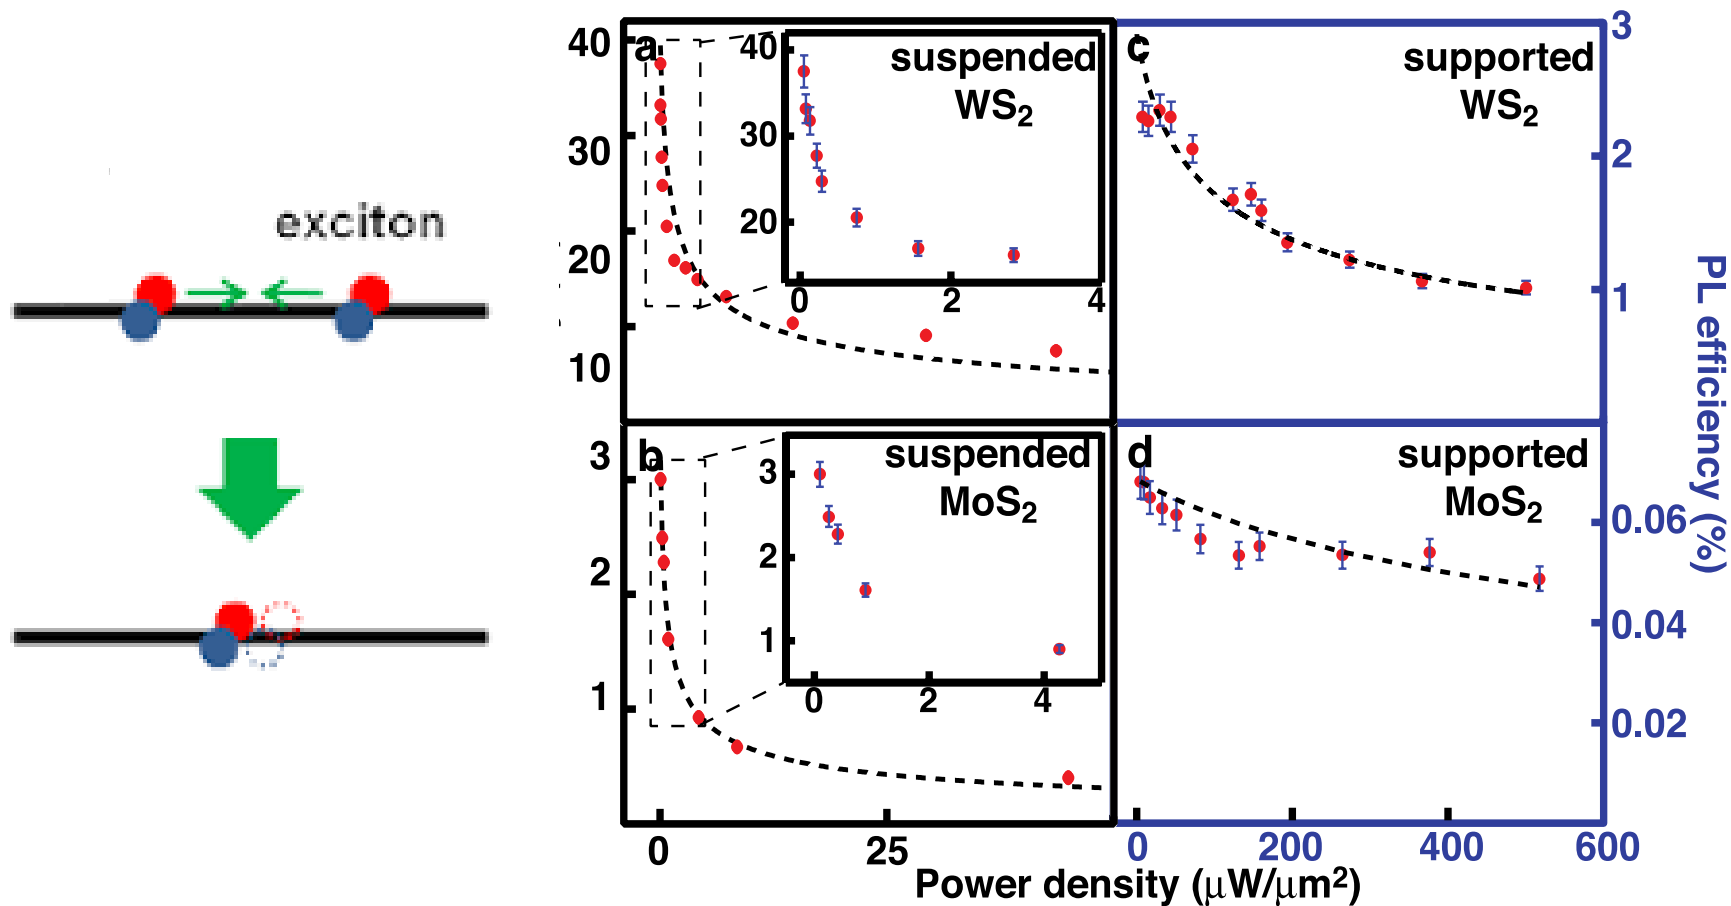 exciton
a
40
30
20
10
suspended
WS₂
40
30
20
0
2
4
c
supported
WS₂
3
2
1
b
3
2
1
suspended
MoS₂
3
2
1
0
2
4
d
supported
MoS₂
0.06
0.04
0.02
PL efficiency (%)
0
25
0
200
400
600
Power density (μW/μm²)